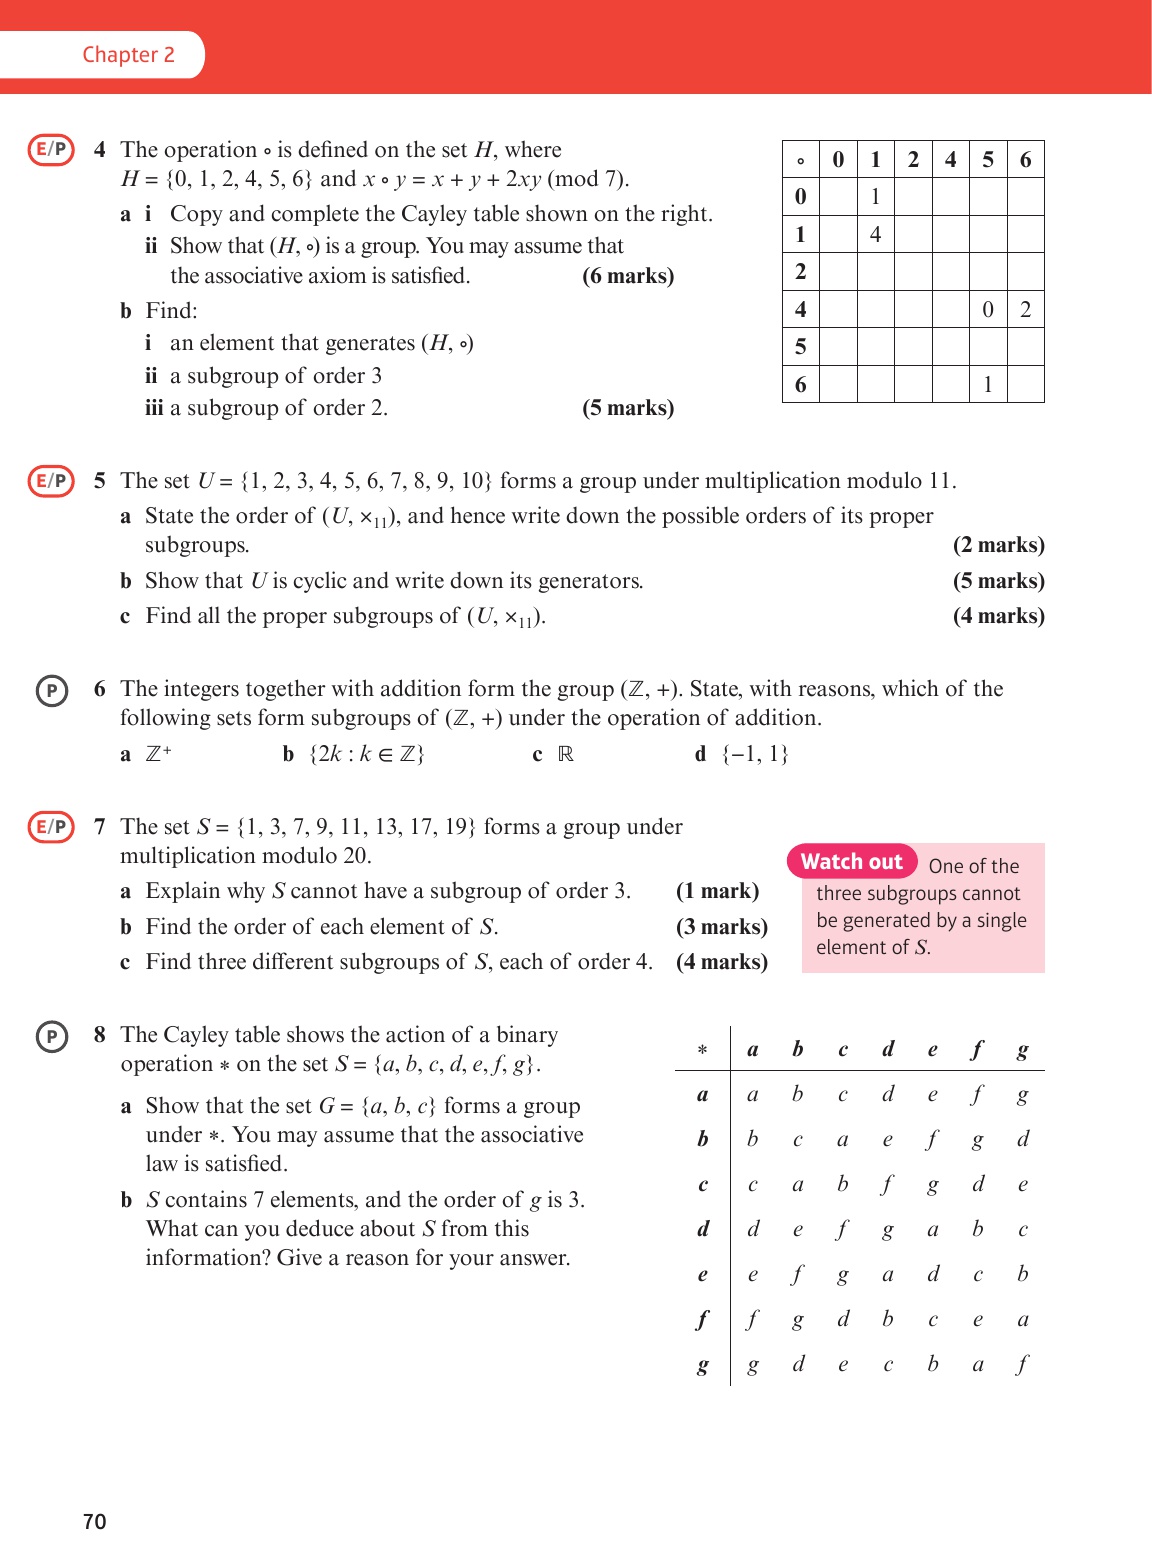 Chapter 2
E/P 4 The operation ∘ is defined on the set H, where
H = {0, 1, 2, 4, 5, 6} and x ∘ y = x + y + 2xy (mod 7).
a i Copy and complete the Cayley table shown on the right.
ii Show that (H, ∘) is a group. You may assume that
the associative axiom is satisfied. (6 marks)
b Find:
i an element that generates (H, ∘)
ii a subgroup of order 3
iii a subgroup of order 2. (5 marks)
∘ 0 1 2 4 5 6
0 1
1 4
2
4 0 2
5
6 1
E/P 5 The set U = {1, 2, 3, 4, 5, 6, 7, 8, 9, 10} forms a group under multiplication modulo 11.
a State the order of (U, ×₁₁), and hence write down the possible orders of its proper
subgroups. (2 marks)
b Show that U is cyclic and write down its generators. (5 marks)
c Find all the proper subgroups of (U, ×₁₁). (4 marks)
P 6 The integers together with addition form the group (ℤ, +). State, with reasons, which of the
following sets form subgroups of (ℤ, +) under the operation of addition.
a ℤ⁺ b {2k : k ∈ ℤ} c ℝ d {−1, 1}
E/P 7 The set S = {1, 3, 7, 9, 11, 13, 17, 19} forms a group under
multiplication modulo 20.
a Explain why S cannot have a subgroup of order 3. (1 mark)
b Find the order of each element of S. (3 marks)
c Find three different subgroups of S, each of order 4. (4 marks)
Watch out One of the
three subgroups cannot
be generated by a single
element of S.
P 8 The Cayley table shows the action of a binary
operation * on the set S = {a, b, c, d, e, f, g}.
a Show that the set G = {a, b, c} forms a group
under *. You may assume that the associative
law is satisfied.
b S contains 7 elements, and the order of g is 3.
What can you deduce about S from this
information? Give a reason for your answer.
* a b c d e f g
a a b c d e f g
b b c a e f g d
c c a b f g d e
d d e f g a b c
e e f g a d c b
f f g d b c e a
g g d e c b a f
70